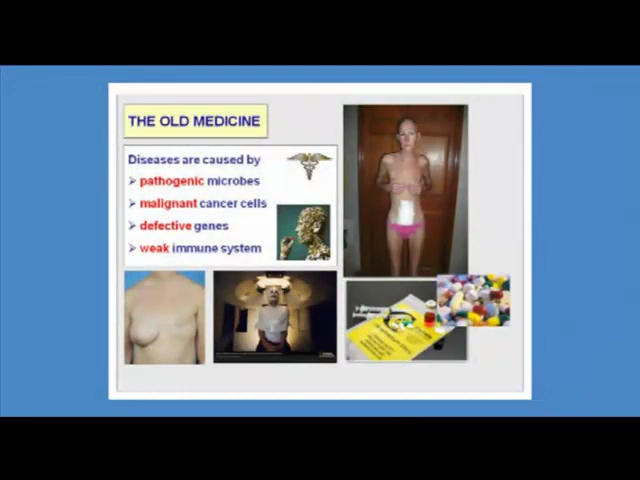 THE OLD MEDICINE
Diseases are caused by
➢ pathogenic microbes
➢ malignant cancer cells
➢ defective genes
➢ weak immune system